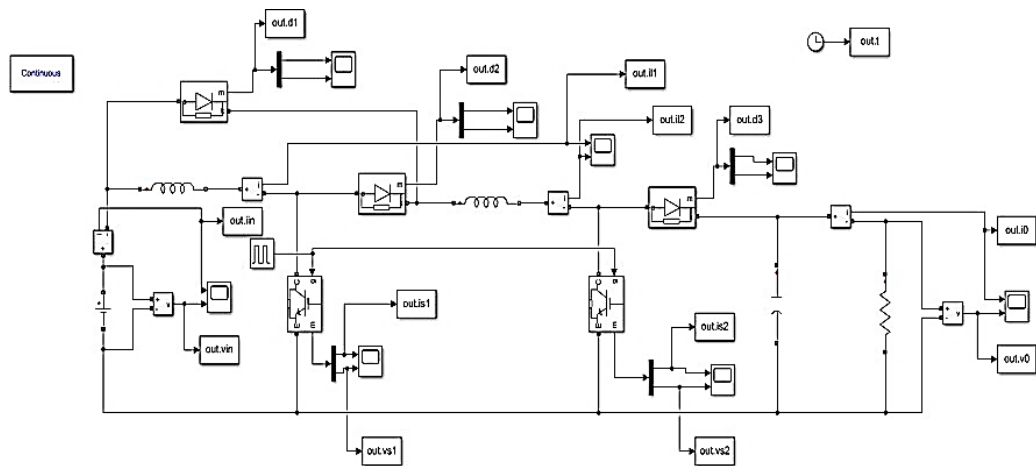 out.d1
out.t
Continuous
out.d2
out.il1
m
out.il2
out.d3
m
m
out.iin
out.i0
g
C
E
m
g
C
E
m
v
out.is1
out.vin
out.is2
v
out.v0
out.vs1
out.vs2